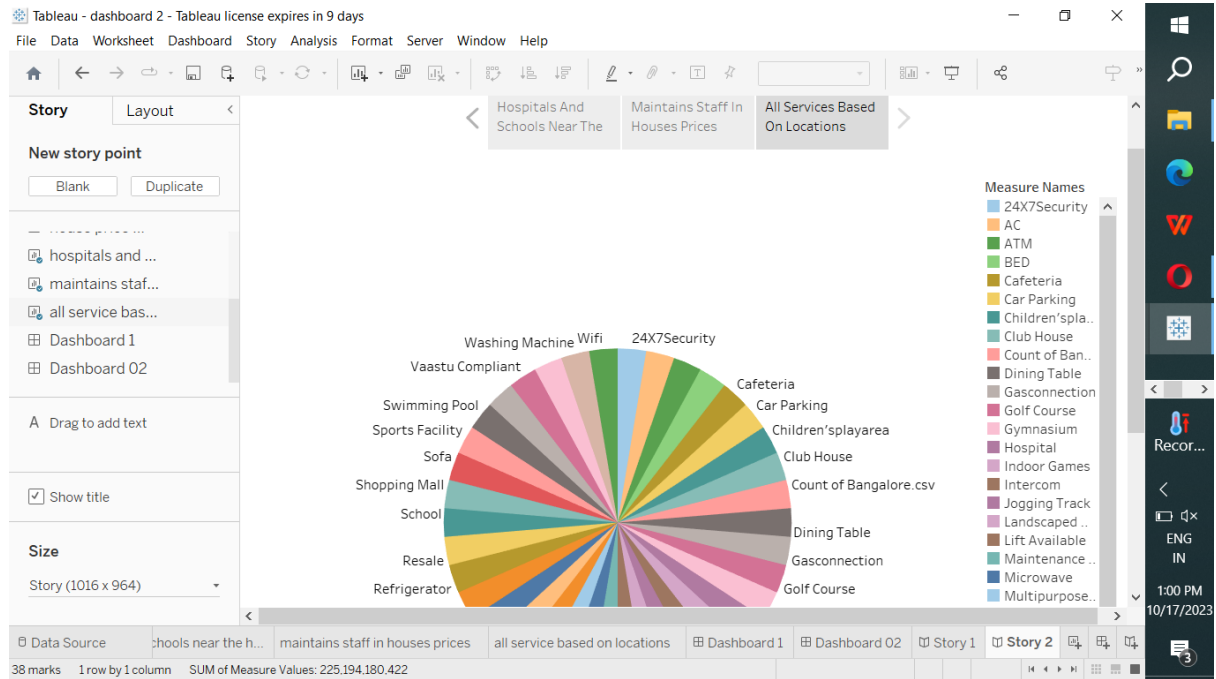 Tableau - dashboard 2 - Tableau license expires in 9 days
File Data Worksheet Dashboard Story Analysis Format Server Window Help
Story Layout
New story point
Blank Duplicate
hospitals and ...
maintains staf...
all service bas...
Dashboard 1
Dashboard 02
A Drag to add text
Show title
Size
Story (1016 x 964)
Hospitals And
Schools Near The
Maintains Staff In
Houses Prices
All Services Based
On Locations
Wifi
24X7Security
Washing Machine
Vaastu Compliant
Cafeteria
Swimming Pool
Car Parking
Sports Facility
Children'splayarea
Sofa
Club House
Shopping Mall
Count of Bangalore.csv
School
Dining Table
Resale
Gasconnection
Refrigerator
Golf Course
Measure Names
24X7Security
AC
ATM
BED
Cafeteria
Car Parking
Children'spla..
Club House
Count of Ban..
Dining Table
Gasconnection
Golf Course
Gymnasium
Hospital
Indoor Games
Intercom
Jogging Track
Landscaped ..
Lift Available
Maintenance ..
Microwave
Multipurpose..
Data Source chools near the h... maintains staff in houses prices all service based on locations Dashboard 1 Dashboard 02 Story 1 Story 2
38 marks 1 row by 1 column SUM of Measure Values: 225,194,180,422
Recor...
ENG
IN
1:00 PM
10/17/2023
3